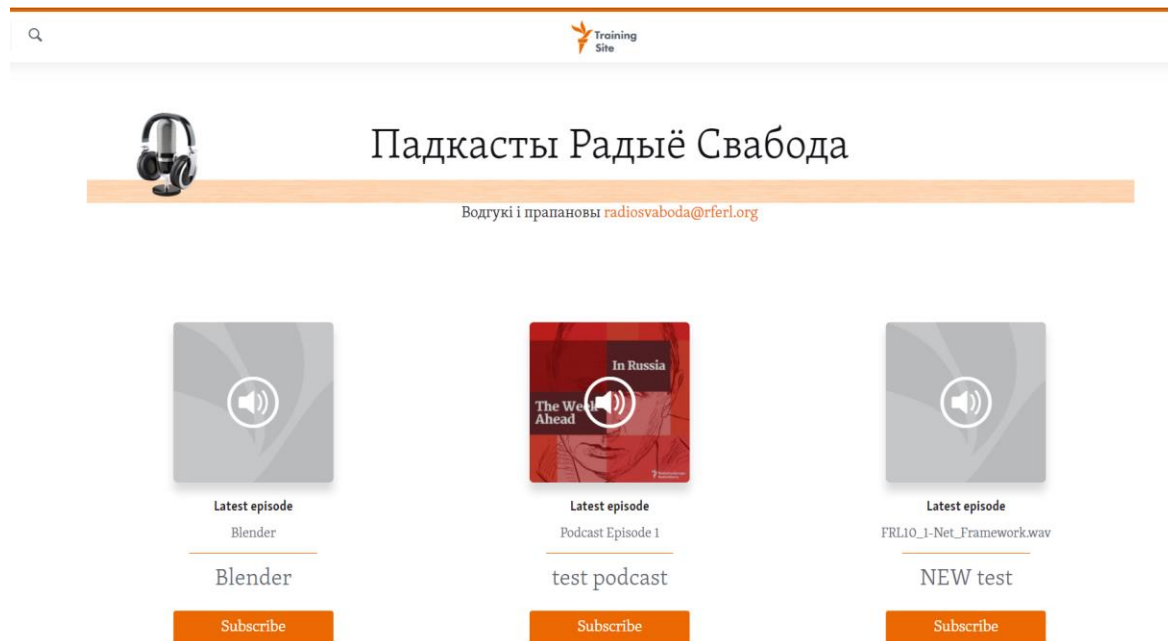 Training
Site
Падкасты Радыё Свабода
Водгукі і прапановы radiosvaboda@rferl.org
In Russia
The Week
Ahead
Latest episode
Latest episode
Latest episode
Blender
Podcast Episode 1
FRL10_1-Net_Framework.wav
Blender
test podcast
NEW test
Subscribe
Subscribe
Subscribe